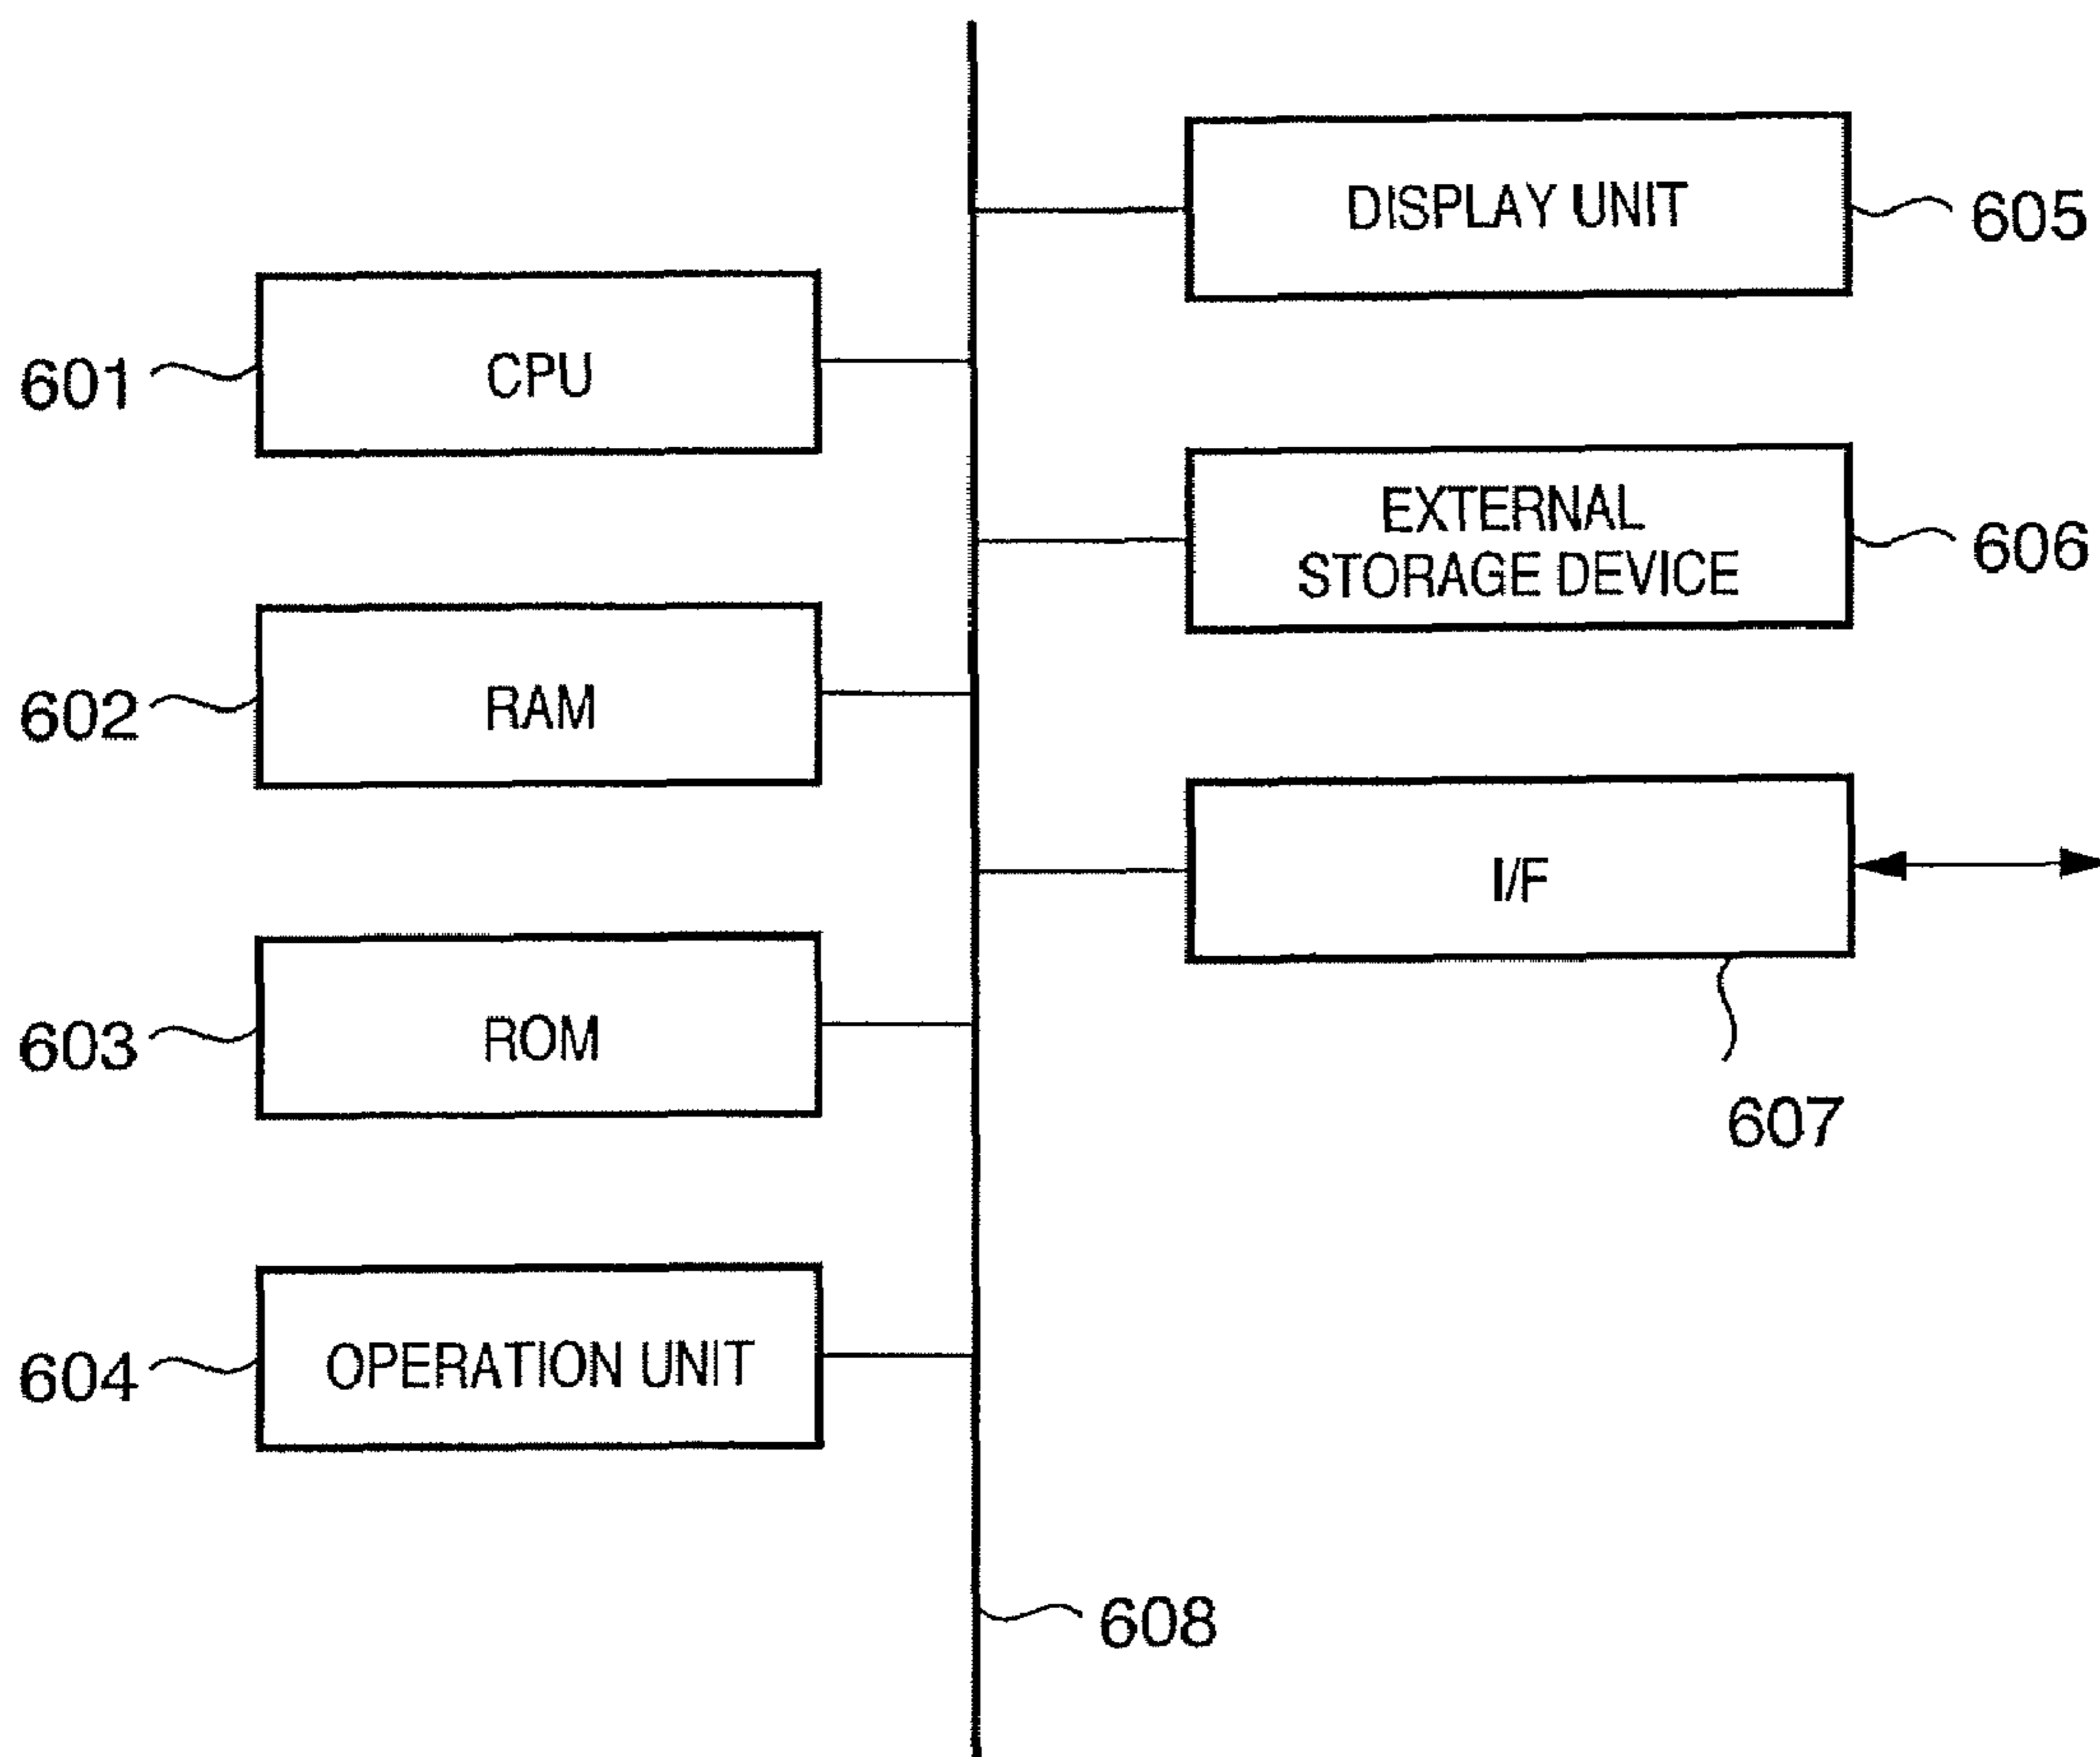 DISPLAY UNIT
605
601
CPU
EXTERNAL
STORAGE DEVICE
606
602
RAM
I/F
607
603
ROM
604
OPERATION UNIT
608